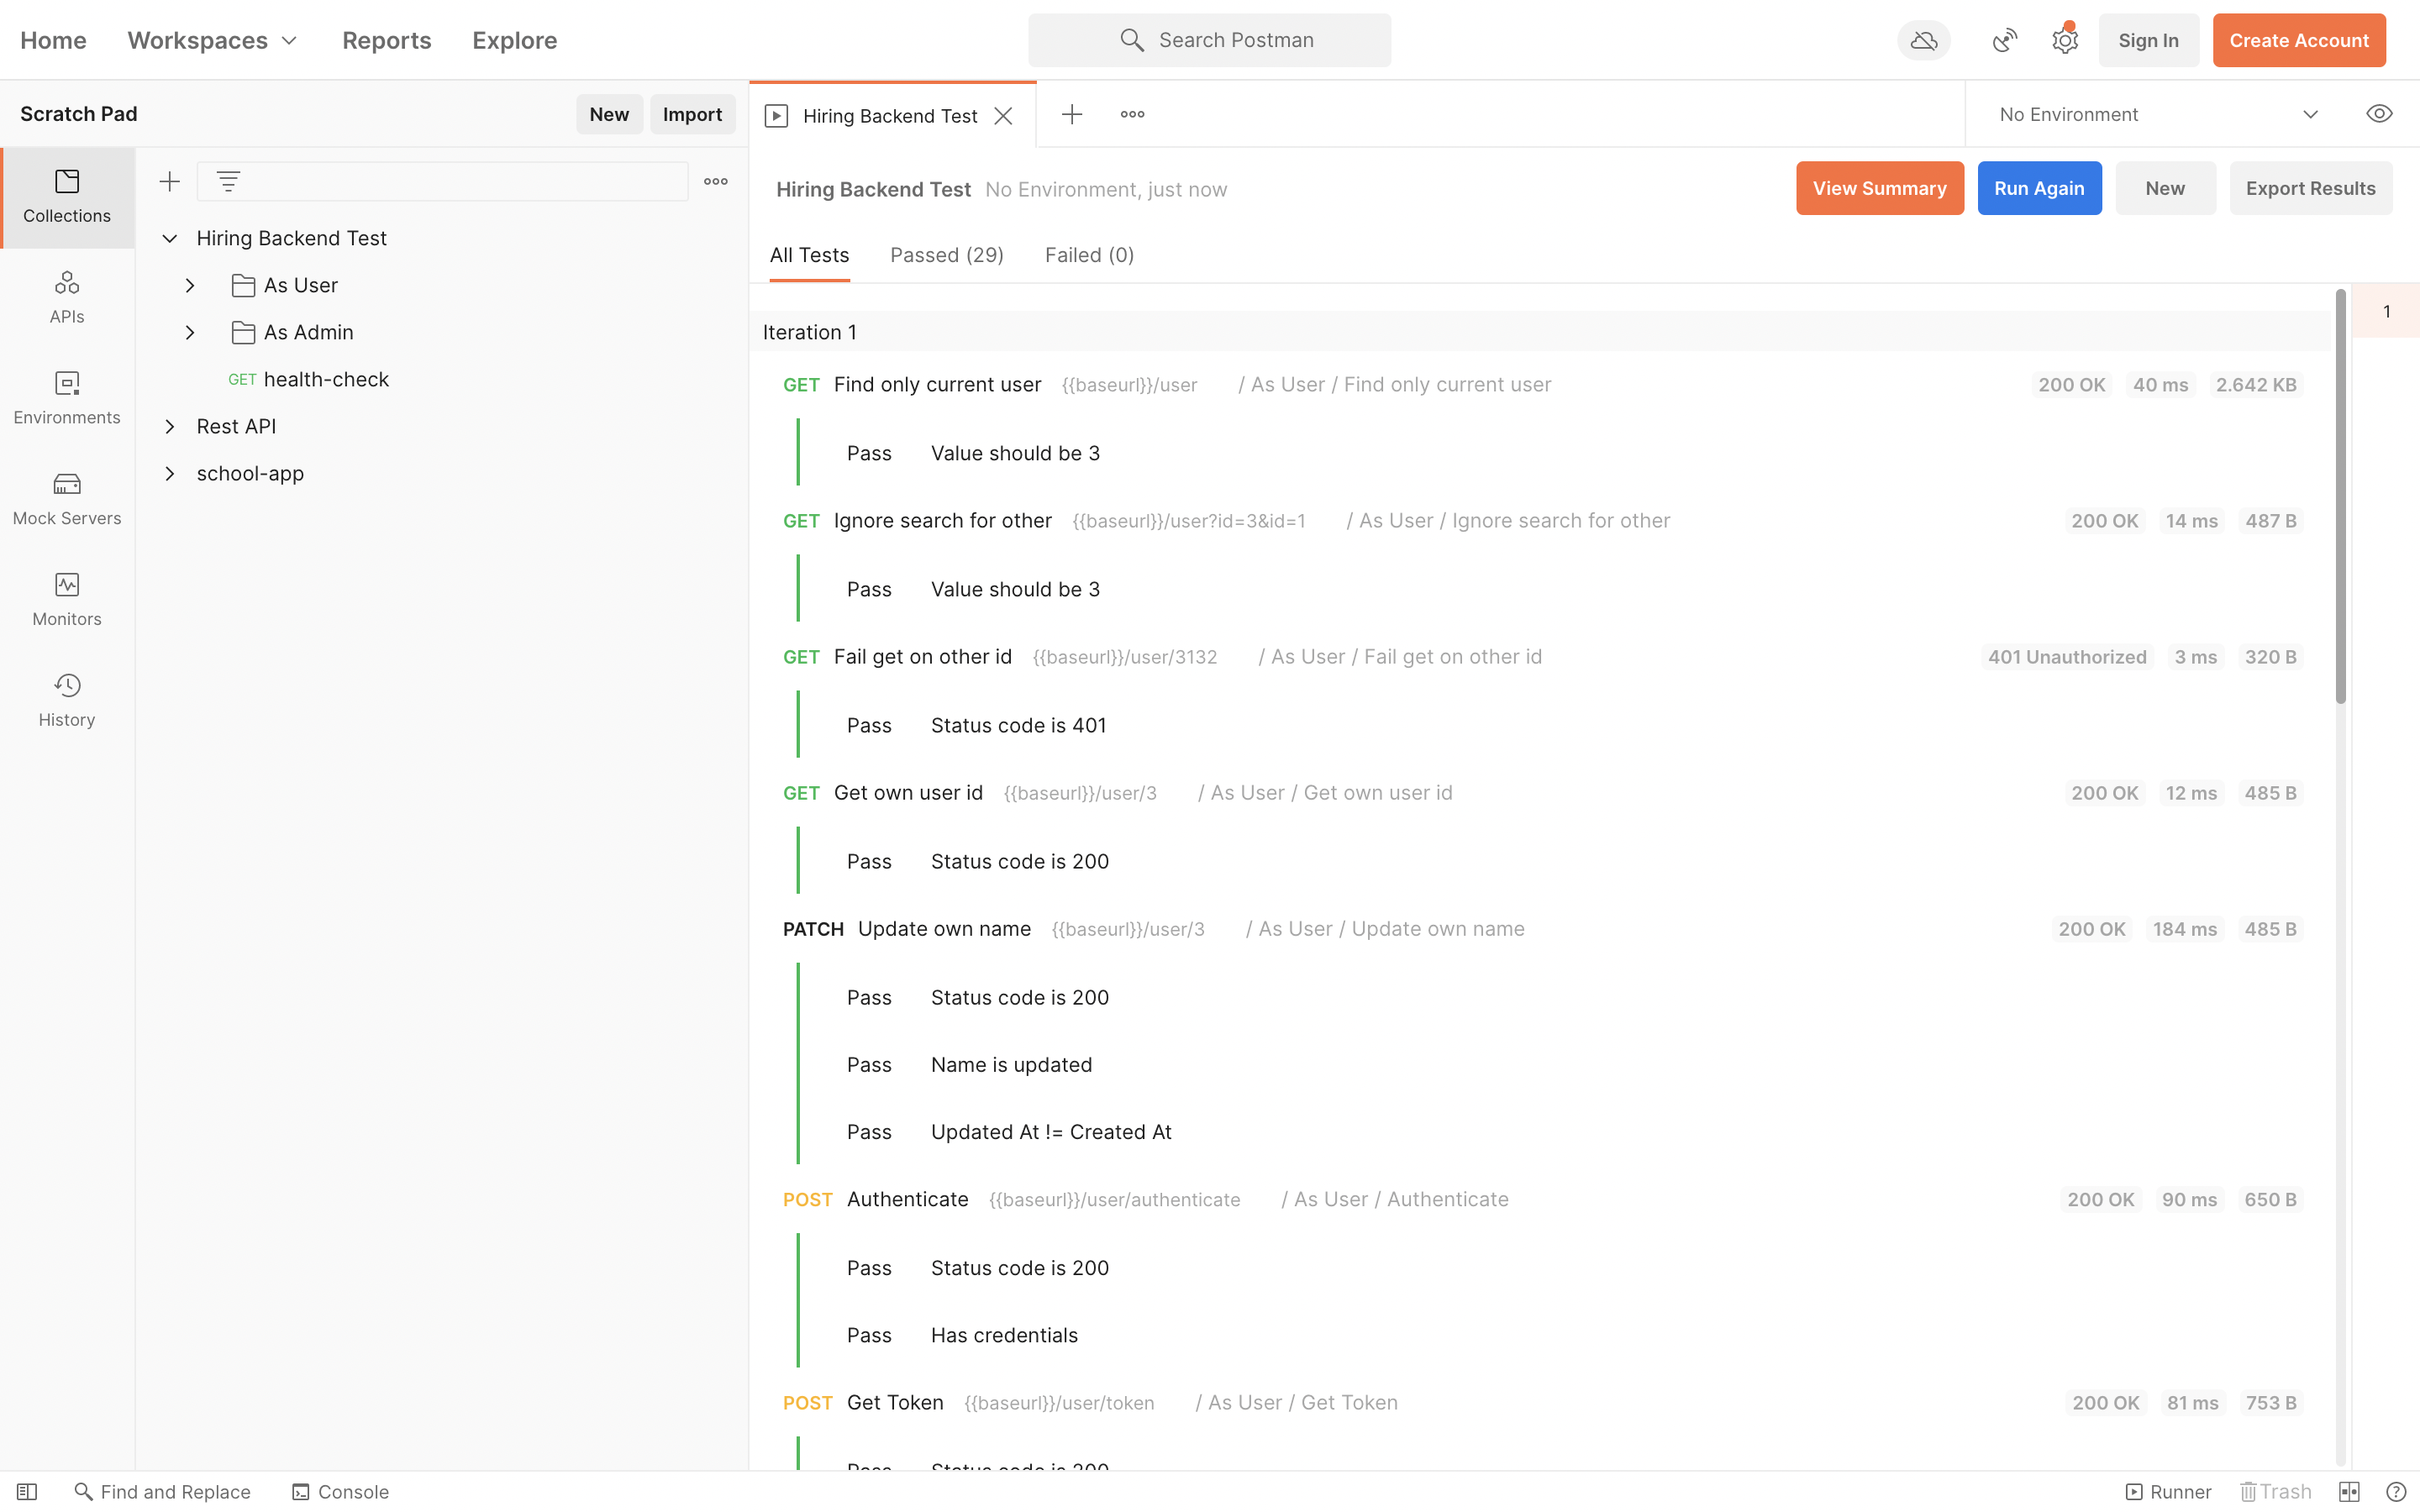 Home Workspaces Reports Explore Search Postman Sign In Create Account
Scratch Pad New Import
Hiring Backend Test No Environment
Collections
APIs
Environments
Mock Servers
Monitors
History
Hiring Backend Test
As User
As Admin
GET health-check
Rest API
school-app
Hiring Backend Test No Environment, just now View Summary Run Again New Export Results
All Tests Passed (29) Failed (0)
1
Iteration 1
GET Find only current user {{baseurl}}/user / As User / Find only current user 200 OK 40 ms 2.642 KB
Pass Value should be 3
GET Ignore search for other {{baseurl}}/user?id=3&id=1 / As User / Ignore search for other 200 OK 14 ms 487 B
Pass Value should be 3
GET Fail get on other id {{baseurl}}/user/3132 / As User / Fail get on other id 401 Unauthorized 3 ms 320 B
Pass Status code is 401
GET Get own user id {{baseurl}}/user/3 / As User / Get own user id 200 OK 12 ms 485 B
Pass Status code is 200
PATCH Update own name {{baseurl}}/user/3 / As User / Update own name 200 OK 184 ms 485 B
Pass Status code is 200
Pass Name is updated
Pass Updated At != Created At
POST Authenticate {{baseurl}}/user/authenticate / As User / Authenticate 200 OK 90 ms 650 B
Pass Status code is 200
Pass Has credentials
POST Get Token {{baseurl}}/user/token / As User / Get Token 200 OK 81 ms 753 B
Pass Status code is 200
Find and Replace Console Runner Trash